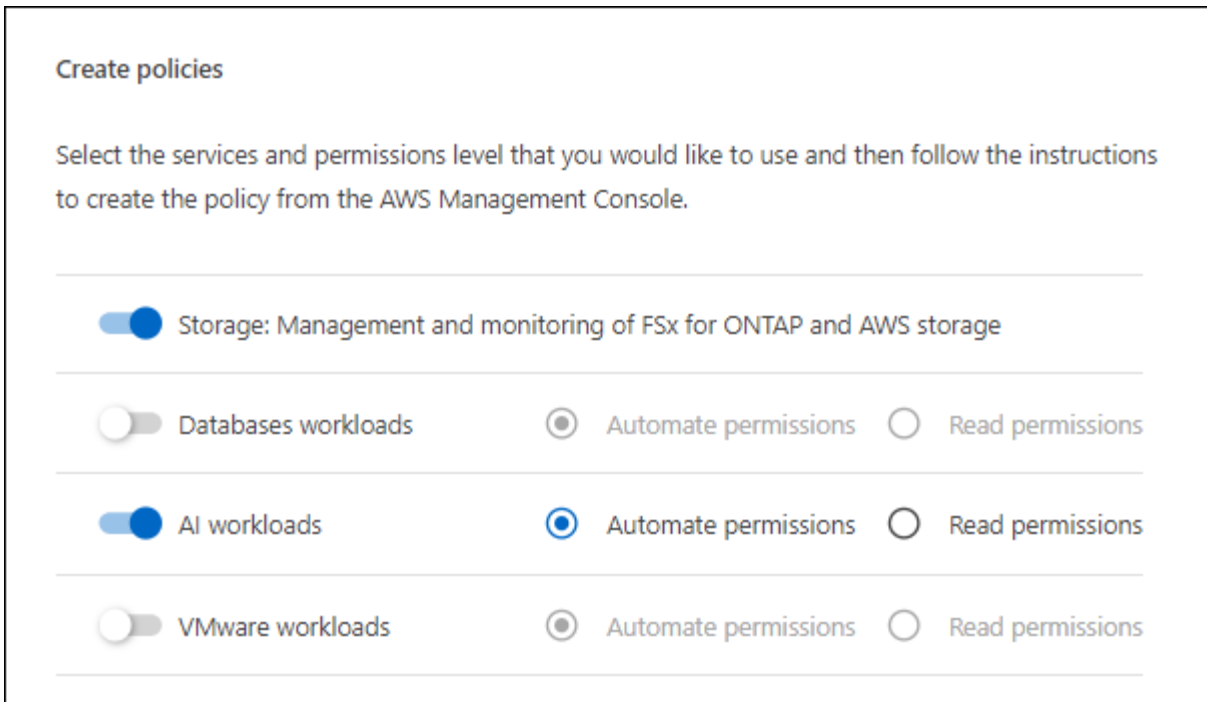 Create policies
Select the services and permissions level that you would like to use and then follow the instructions
to create the policy from the AWS Management Console.
Storage: Management and monitoring of FSx for ONTAP and AWS storage
Databases workloads Automate permissions Read permissions
AI workloads Automate permissions Read permissions
VMware workloads Automate permissions Read permissions